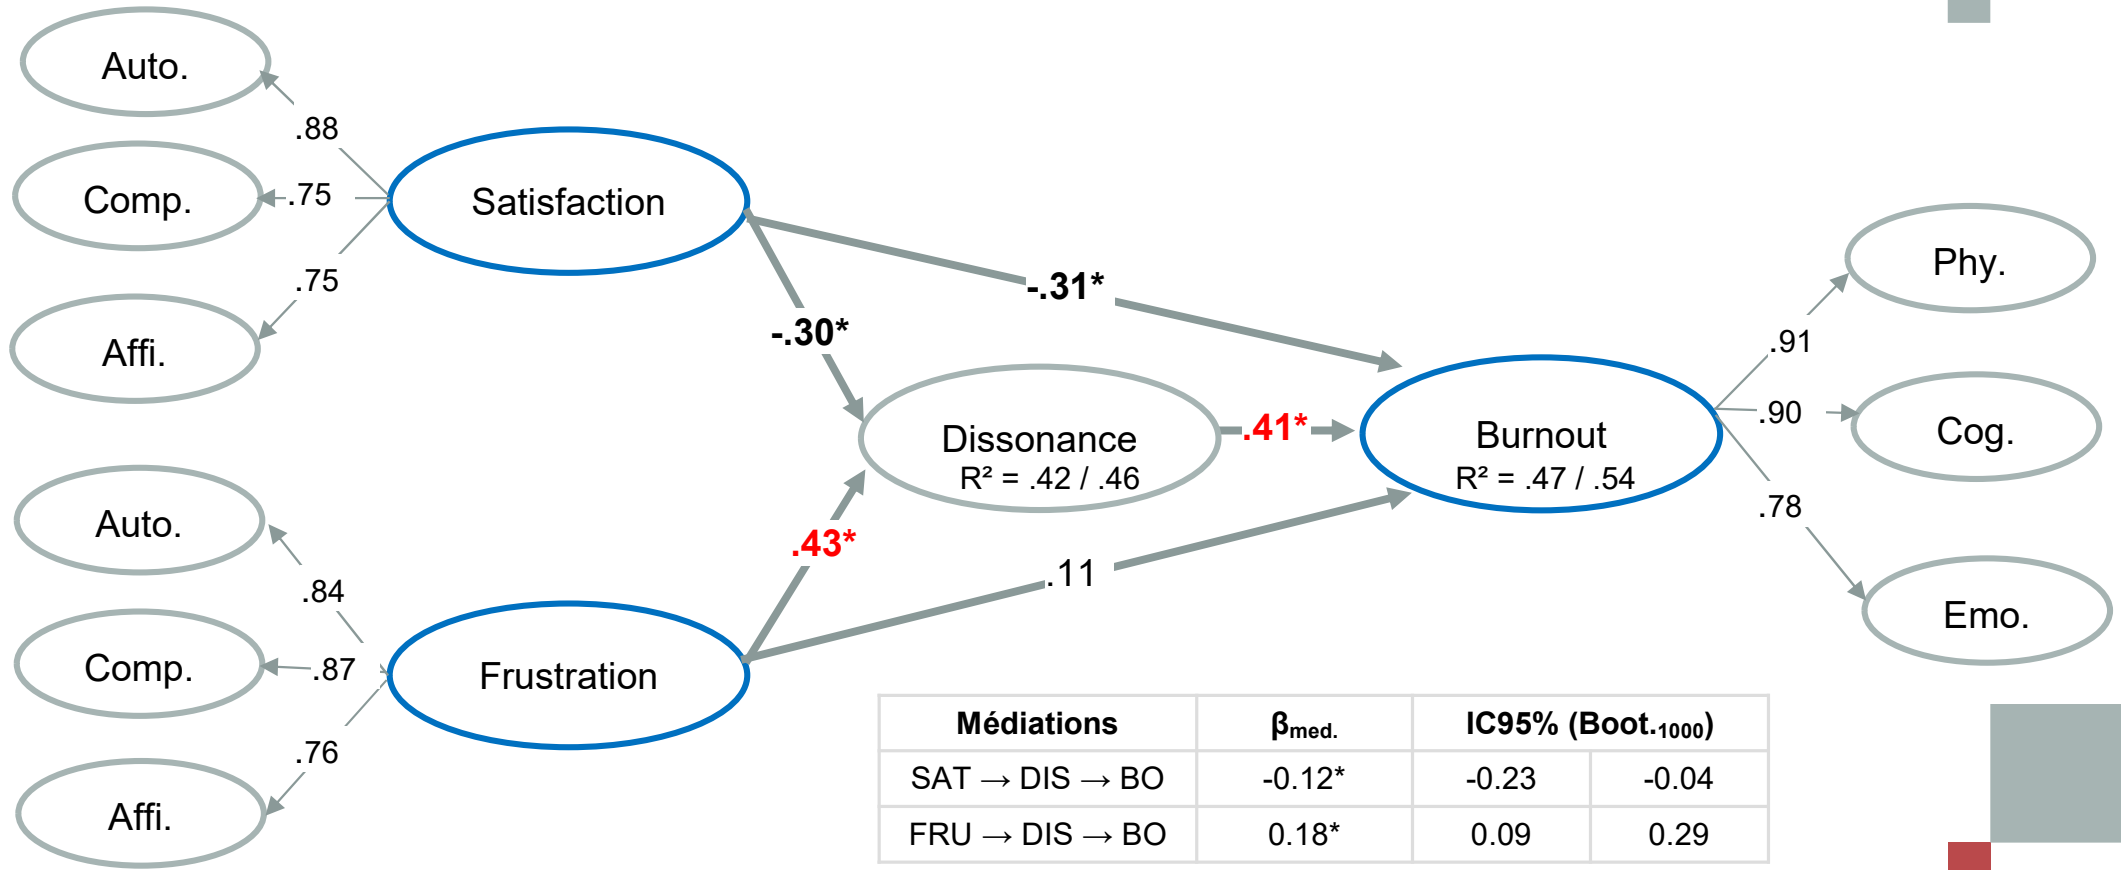 Auto.
.88
Comp.
.75
Satisfaction
.75
Affi.
-.31*
-.30*
Phy.
.91
.90
Cog.
Dissonance
R² = .42 / .46
.41*
Burnout
R² = .47 / .54
.78
Emo.
Auto.
.84
.43*
.11
Comp.
.87
Frustration
.76
Affi.
Médiations βmed. IC95% (Boot.1000)
SAT → DIS → BO -0.12* -0.23 -0.04
FRU → DIS → BO 0.18* 0.09 0.29